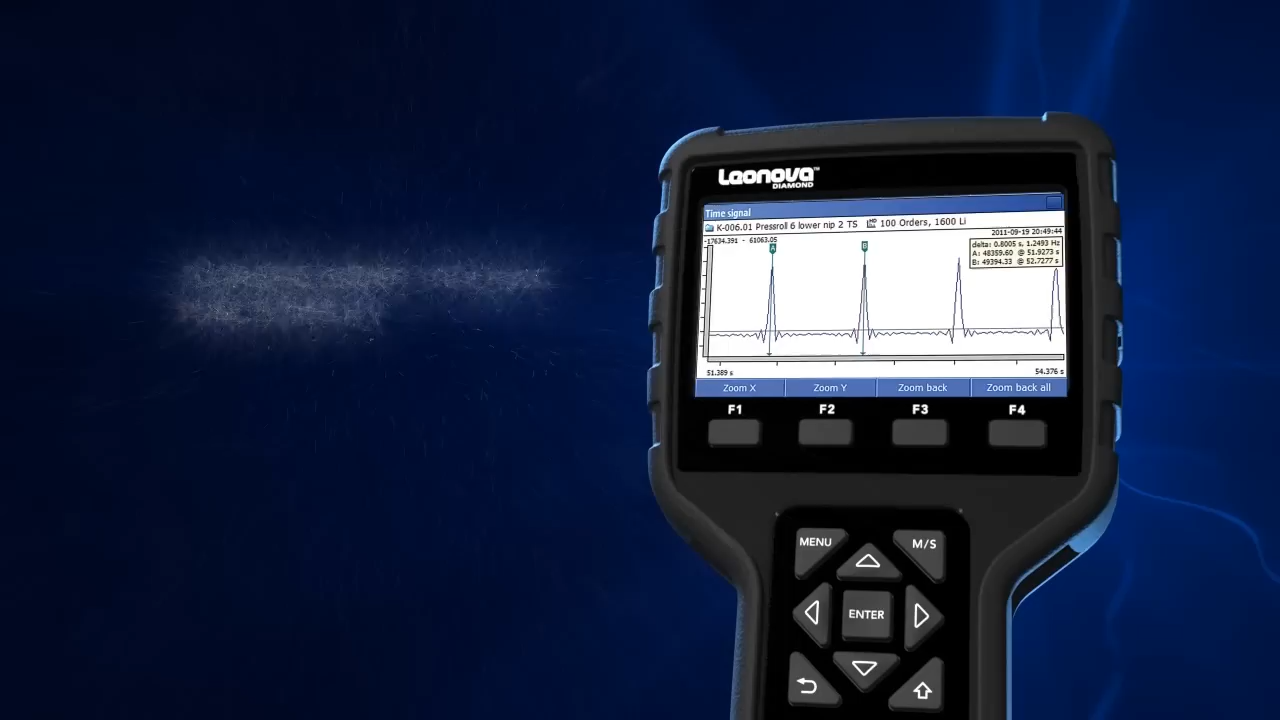 Leonova™
DIAMOND
Time signal
K-006.01 Pressroll 6 lower nip 2 TS 100 Orders, 1600 Li
-17634.391 - 61063.05
2011-09-19 20:49:44
delta: 0.8005 s, 1.2493 Hz
A: 48359.60 @ 51.9273 s
B: 49394.33 @ 52.7277 s
A
B
51.389 s
54.376 s
Zoom X
Zoom Y
Zoom back
Zoom back all
F1
F2
F3
F4
MENU
M/S
ENTER